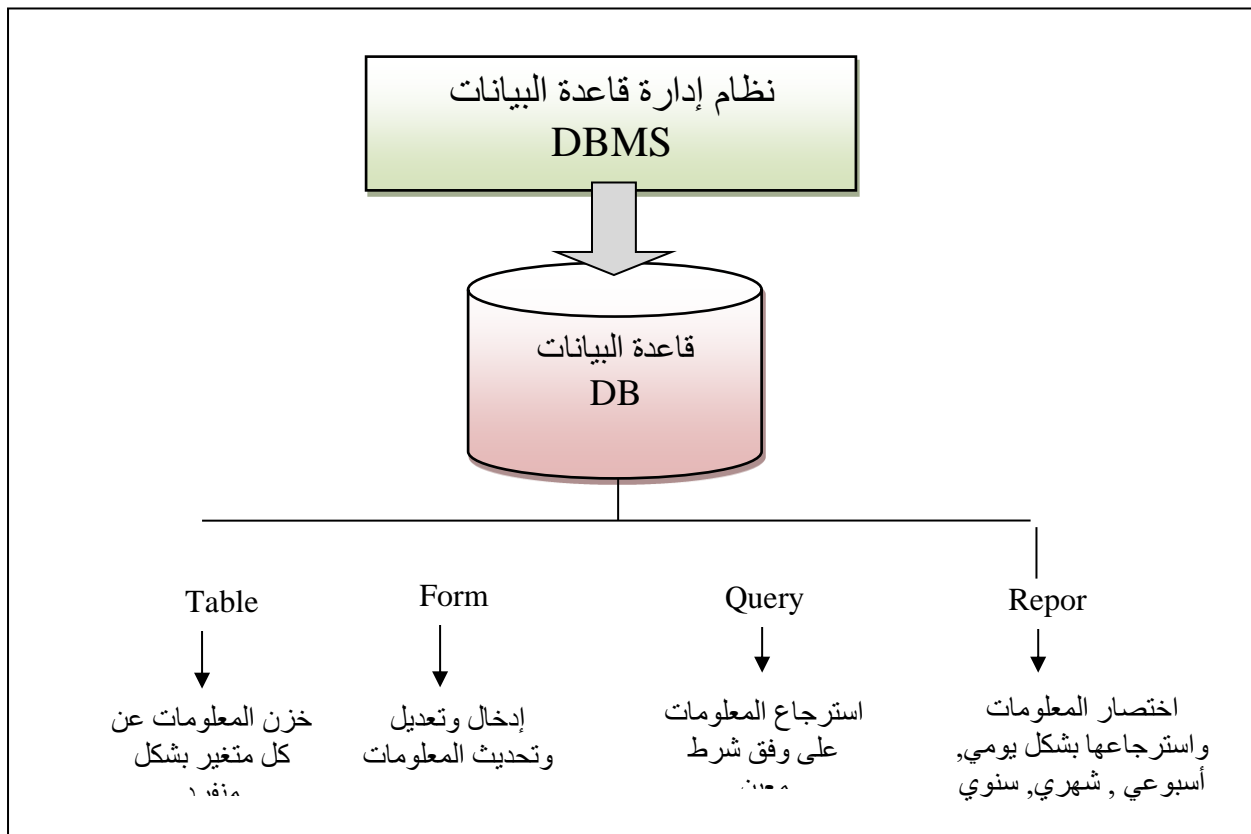 نظام إدارة قاعدة البيانات
DBMS
قاعدة البيانات
DB
Table
Form
Query
Repor
خزن المعلومات عن
كل متغير بشكل
إدخال وتعديل
وتحديث المعلومات
استرجاع المعلومات
على وفق شرط
اختصار المعلومات
واسترجاعها بشكل يومي,
أسبوعي , شهري, سنوي